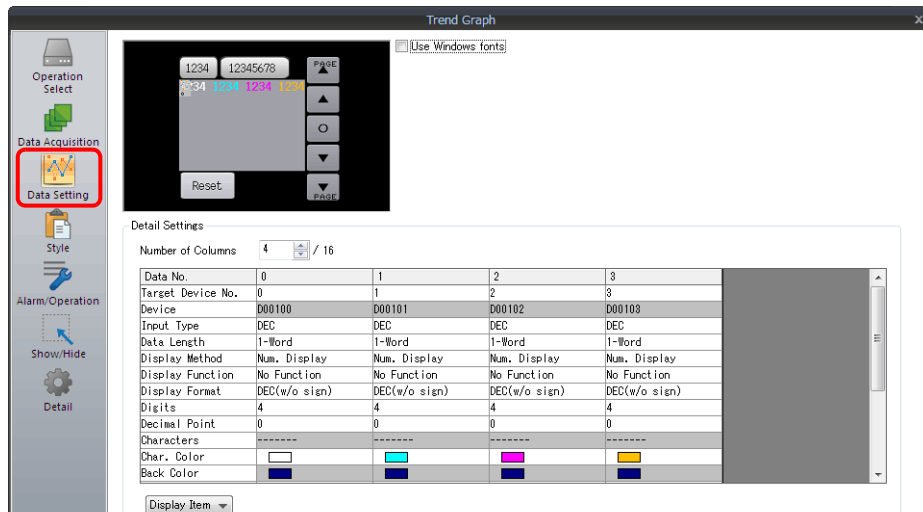 Trend Graph
x
Operation
Select
Data Acquisition
Data Setting
Style
Alarm/Operation
Show/Hide
Detail
Use Windows fonts
1234 12345678 PAGE
234 1234 1234 1234
O
Reset
PAGE
Detail Settings
Number of Columns 4 / 16
Data No. 0 1 2 3
Target Device No. 0 1 2 3
Device D00100 D00101 D00102 D00103
Input Type DEC DEC DEC DEC
Data Length 1-Word 1-Word 1-Word 1-Word
Display Method Num. Display Num. Display Num. Display Num. Display
Display Function No Function No Function No Function No Function
Display Format DEC(w/o sign) DEC(w/o sign) DEC(w/o sign) DEC(w/o sign)
Digits 4 4 4 4
Decimal Point 0 0 0 0
Characters ------- ------- ------- -------
Char. Color
Back Color
Display Item